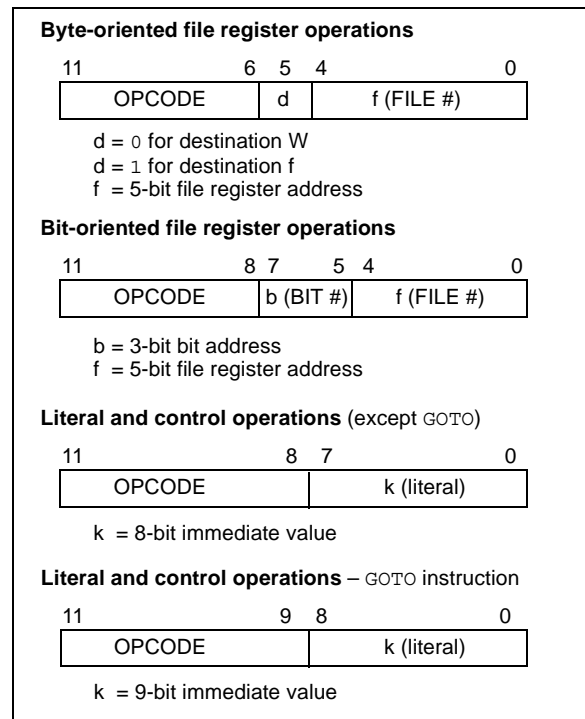 Byte-oriented file register operations
11 6 5 4 0
OPCODE d f (FILE #)
d = 0 for destination W
d = 1 for destination f
f = 5-bit file register address
Bit-oriented file register operations
11 8 7 5 4 0
OPCODE b (BIT #) f (FILE #)
b = 3-bit bit address
f = 5-bit file register address
Literal and control operations (except GOTO)
11 8 7 0
OPCODE k (literal)
k = 8-bit immediate value
Literal and control operations – GOTO instruction
11 9 8 0
OPCODE k (literal)
k = 9-bit immediate value